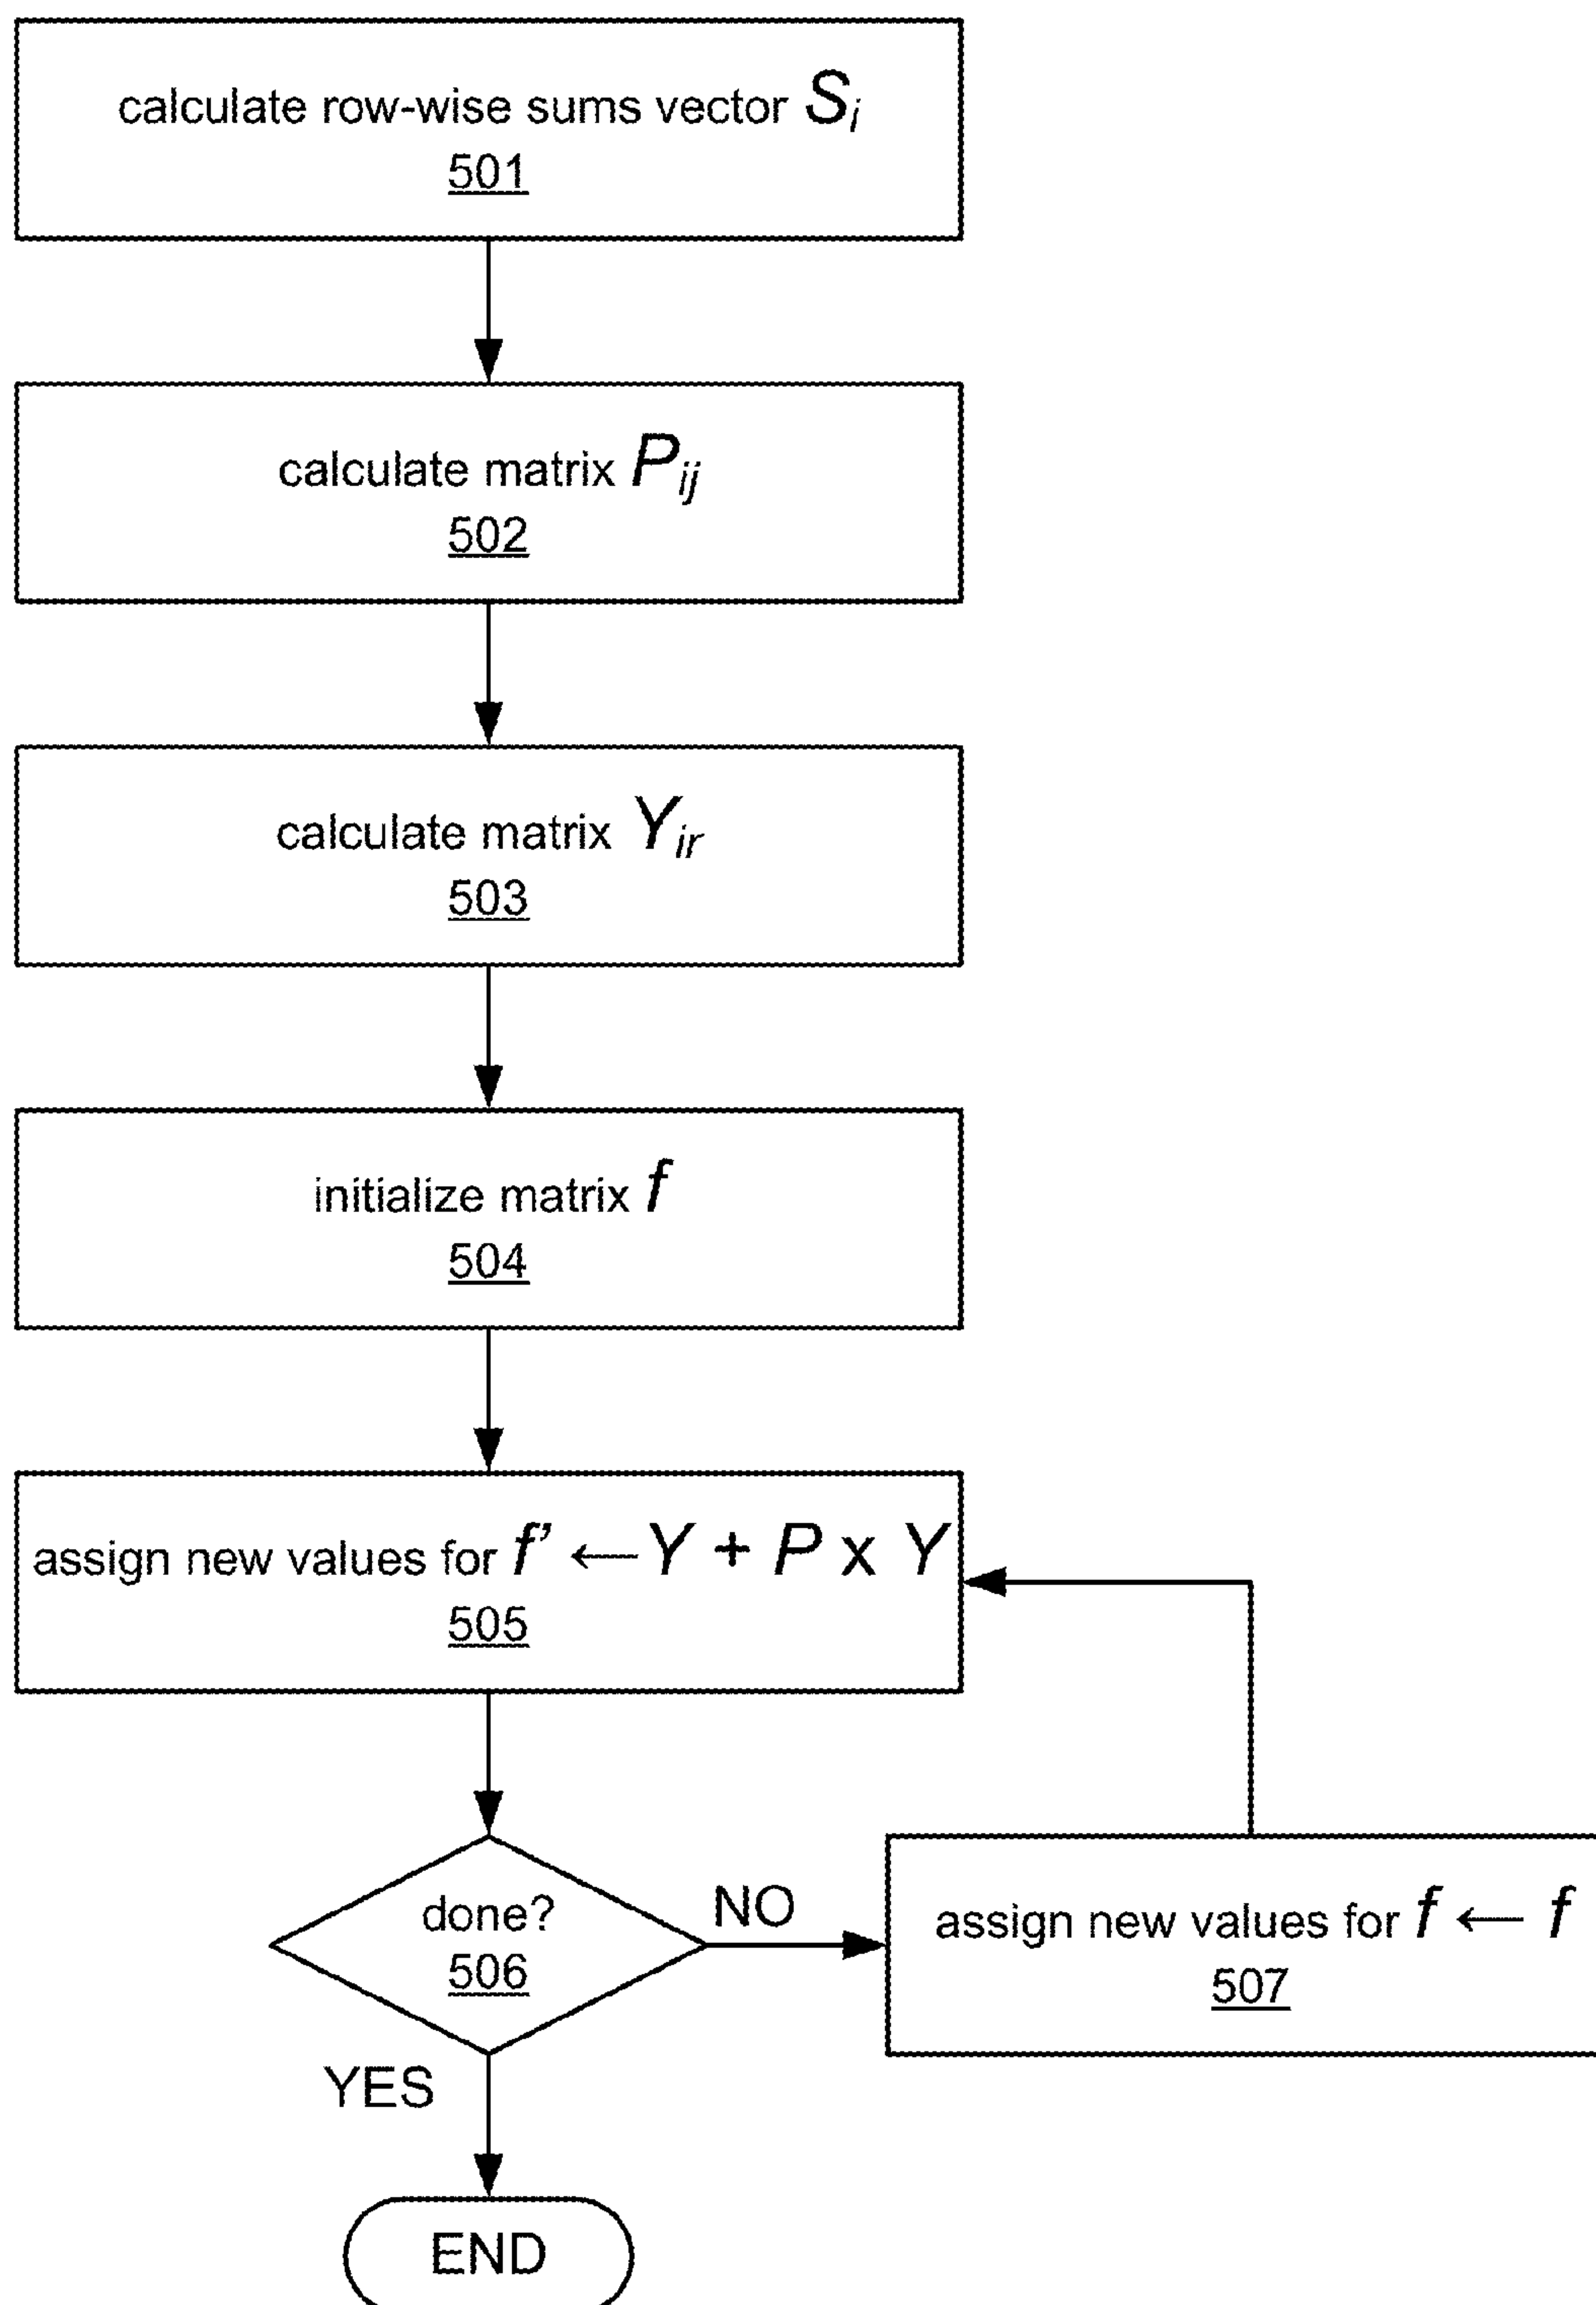 calculate row-wise sums vector Si
501
calculate matrix Pij
502
calculate matrix Yir
503
initialize matrix f
504
assign new values for f' ← Y + P x Y
505
done?
506
NO
assign new values for f ← f
507
YES
END